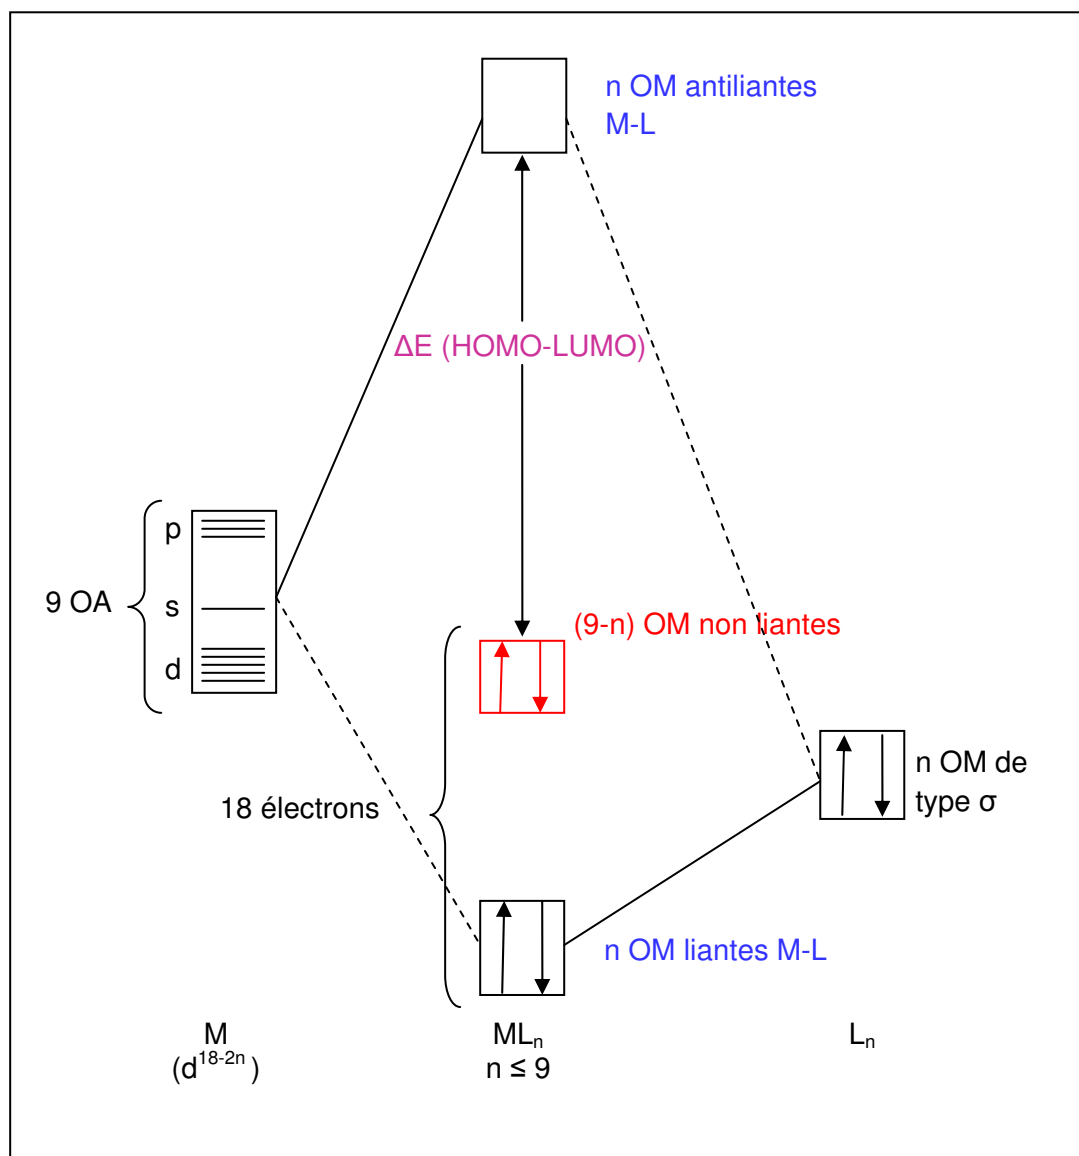 n OM antiliantes
M-L
ΔE (HOMO-LUMO)
p
9 OA
s
d
(9-n) OM non liantes
18 électrons
n OM de
type σ
n OM liantes M-L
M
(d¹⁸⁻²ⁿ)
MLₙ
n ≤ 9
Lₙ